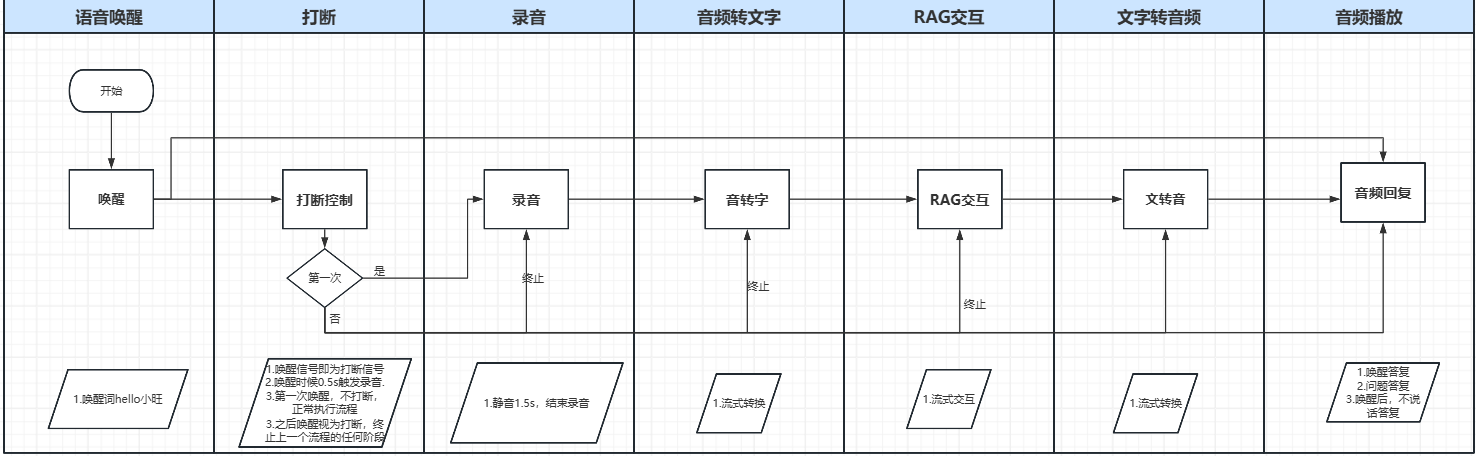 语音唤醒
打断
录音
音频转文字
RAG交互
文字转音频
音频播放
开始
唤醒
打断控制
录音
音转字
RAG交互
文转音
音频回复
第一次
是
否
终止
终止
终止
1.唤醒词hello小旺
1.唤醒信号即为打断信号
2.唤醒时候0.5s触发录音.
3.第一次唤醒，不打断，
正常执行流程
3.之后唤醒视为打断，终
止上一个流程的任何阶段
1.静音1.5s，结束录音
1.流式转换
1.流式交互
1.流式转换
1.唤醒答复
2.问题答复
3.唤醒后，不说
话答复